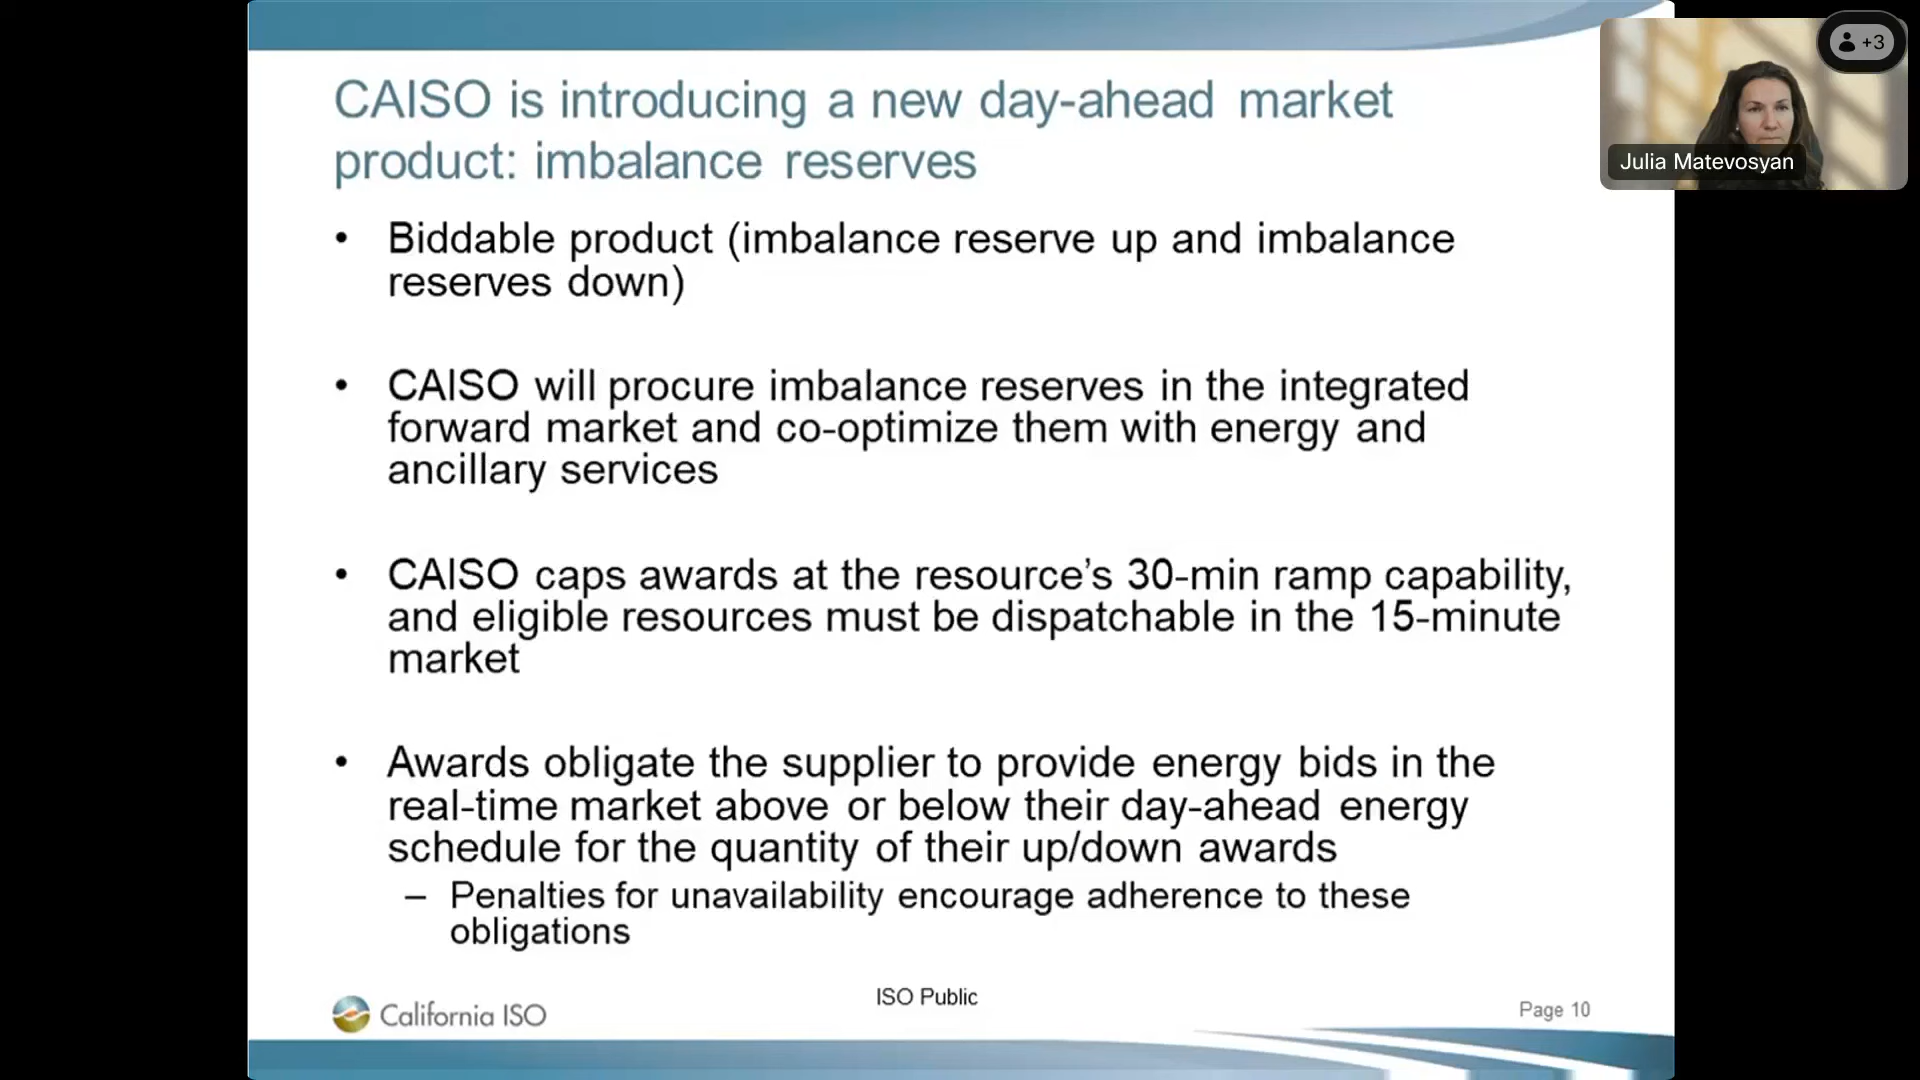 CAISO is introducing a new day-ahead market
product: imbalance reserves
• Biddable product (imbalance reserve up and imbalance
reserves down)
• CAISO will procure imbalance reserves in the integrated
forward market and co-optimize them with energy and
ancillary services
• CAISO caps awards at the resource’s 30-min ramp capability,
and eligible resources must be dispatchable in the 15-minute
market
• Awards obligate the supplier to provide energy bids in the
real-time market above or below their day-ahead energy
schedule for the quantity of their up/down awards
– Penalties for unavailability encourage adherence to these
obligations
California ISO
ISO Public
Page 10
+3
Julia Matevosyan